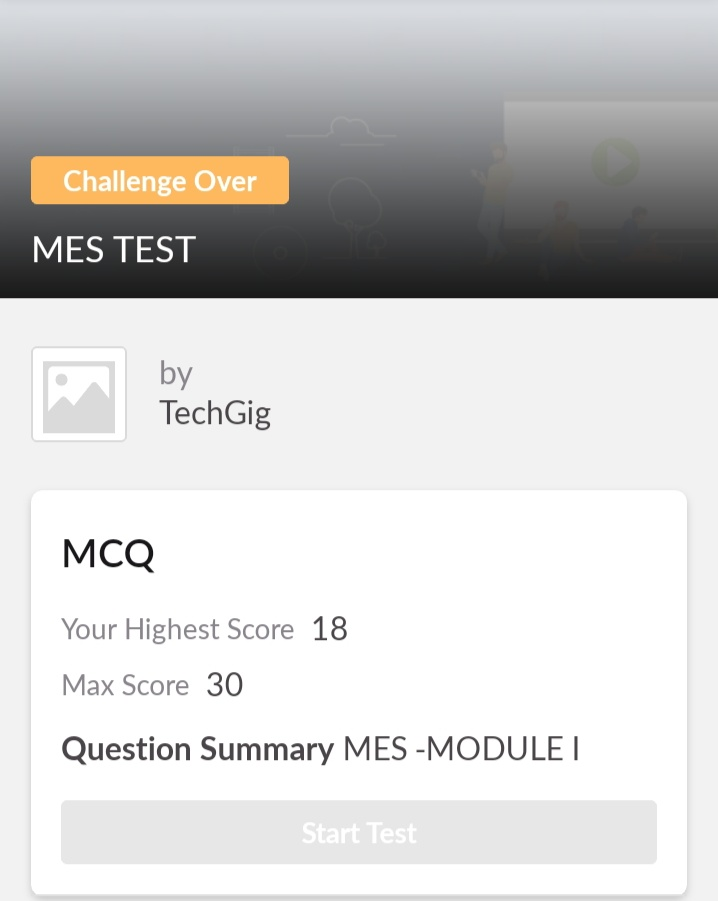 Challenge Over
MES TEST
by
TechGig
MCQ
Your Highest Score 18
Max Score 30
Question Summary MES -MODULE I
Start Test